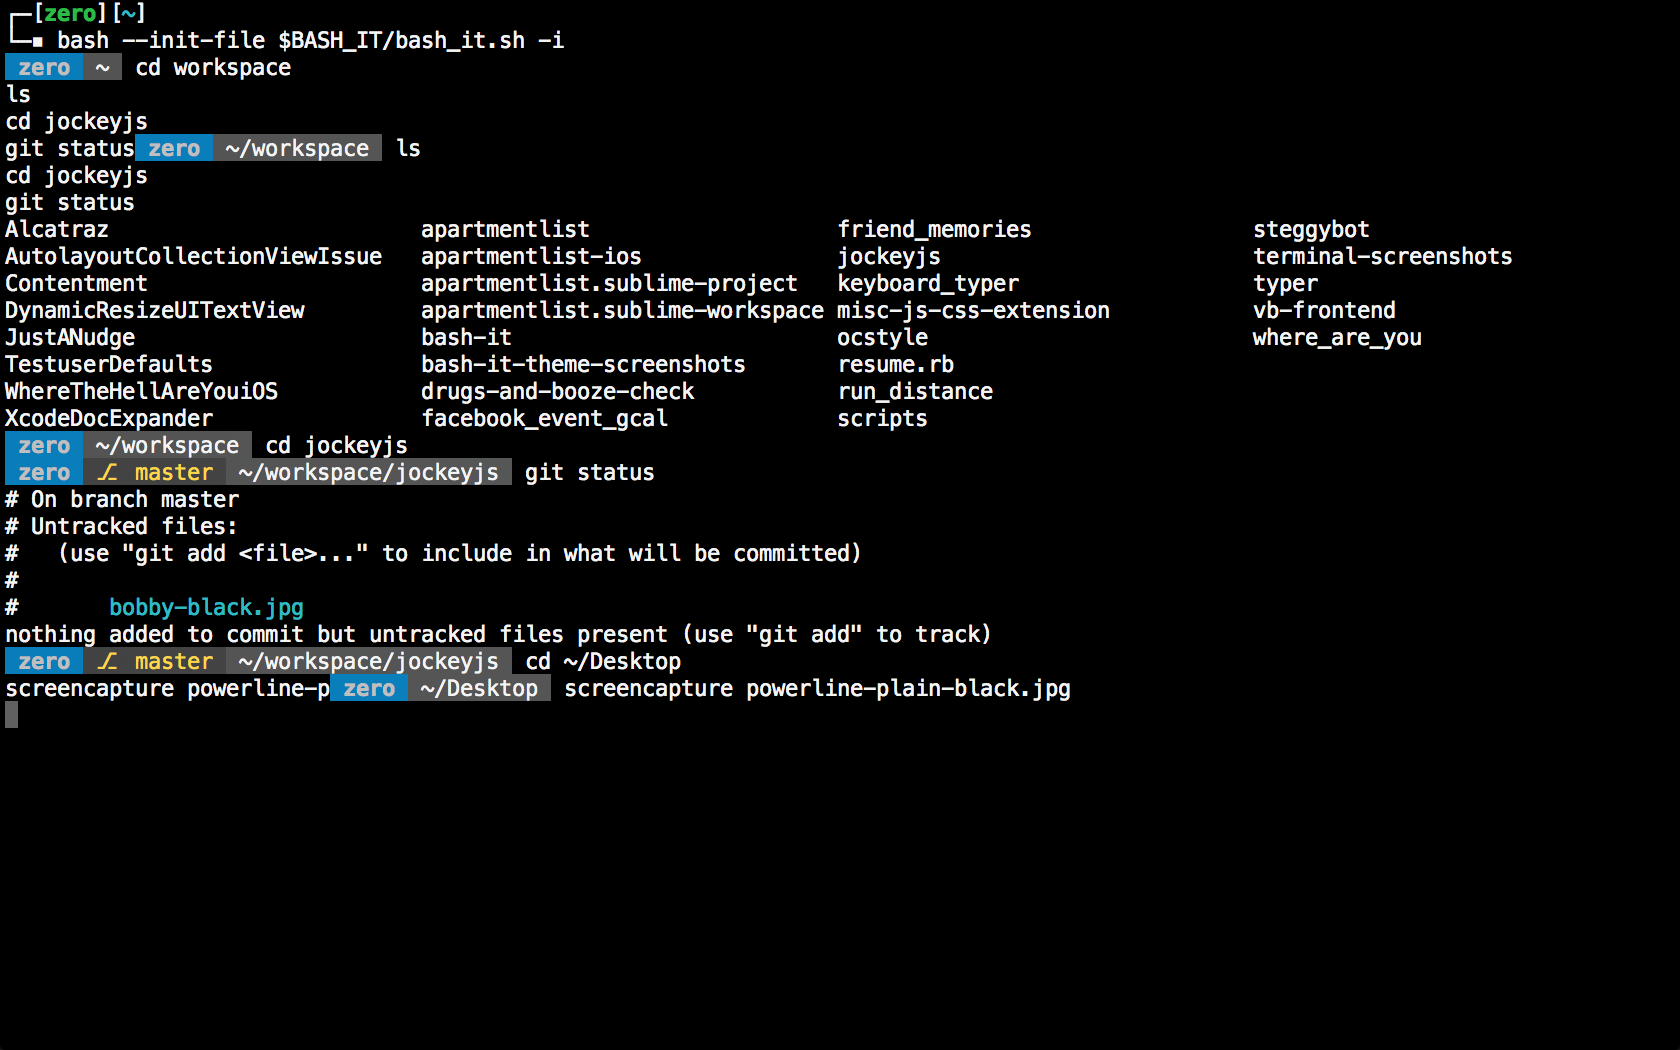 ┌─[zero][~]
└─▪ bash --init-file $BASH_IT/bash_it.sh -i
zero ~ cd workspace
ls
cd jockeyjs
git status zero ~/workspace ls
cd jockeyjs
git status
Alcatraz apartmentlist friend_memories steggybot
AutolayoutCollectionViewIssue apartmentlist-ios jockeyjs terminal-screenshots
Contentment apartmentlist.sublime-project keyboard_typer typer
DynamicResizeUITextView apartmentlist.sublime-workspace misc-js-css-extension vb-frontend
JustANudge bash-it ocstyle where_are_you
TestuserDefaults bash-it-theme-screenshots resume.rb
WhereTheHellAreYouiOS drugs-and-booze-check run_distance
XcodeDocExpander facebook_event_gcal scripts
zero ~/workspace cd jockeyjs
zero ⎇ master ~/workspace/jockeyjs git status
# On branch master
# Untracked files:
#   (use "git add <file>..." to include in what will be committed)
#
#       bobby-black.jpg
nothing added to commit but untracked files present (use "git add" to track)
zero ⎇ master ~/workspace/jockeyjs cd ~/Desktop
screencapture powerline-p zero ~/Desktop screencapture powerline-plain-black.jpg